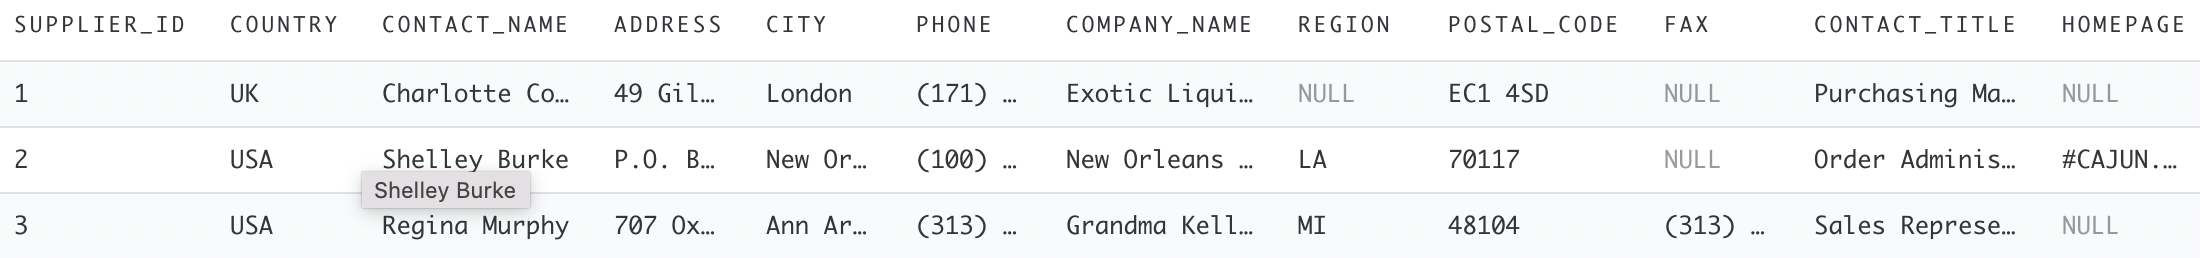 SUPPLIER_ID COUNTRY CONTACT_NAME ADDRESS CITY PHONE COMPANY_NAME REGION POSTAL_CODE FAX CONTACT_TITLE HOMEPAGE
1 UK Charlotte Co… 49 Gil… London (171) … Exotic Liqui… NULL EC1 4SD NULL Purchasing Ma… NULL
2 USA Shelley Burke P.O. B… New Or… (100) … New Orleans … LA 70117 NULL Order Adminis… #CAJUN.…
Shelley Burke
3 USA Regina Murphy 707 Ox… Ann Ar… (313) … Grandma Kell… MI 48104 (313) … Sales Represe… NULL